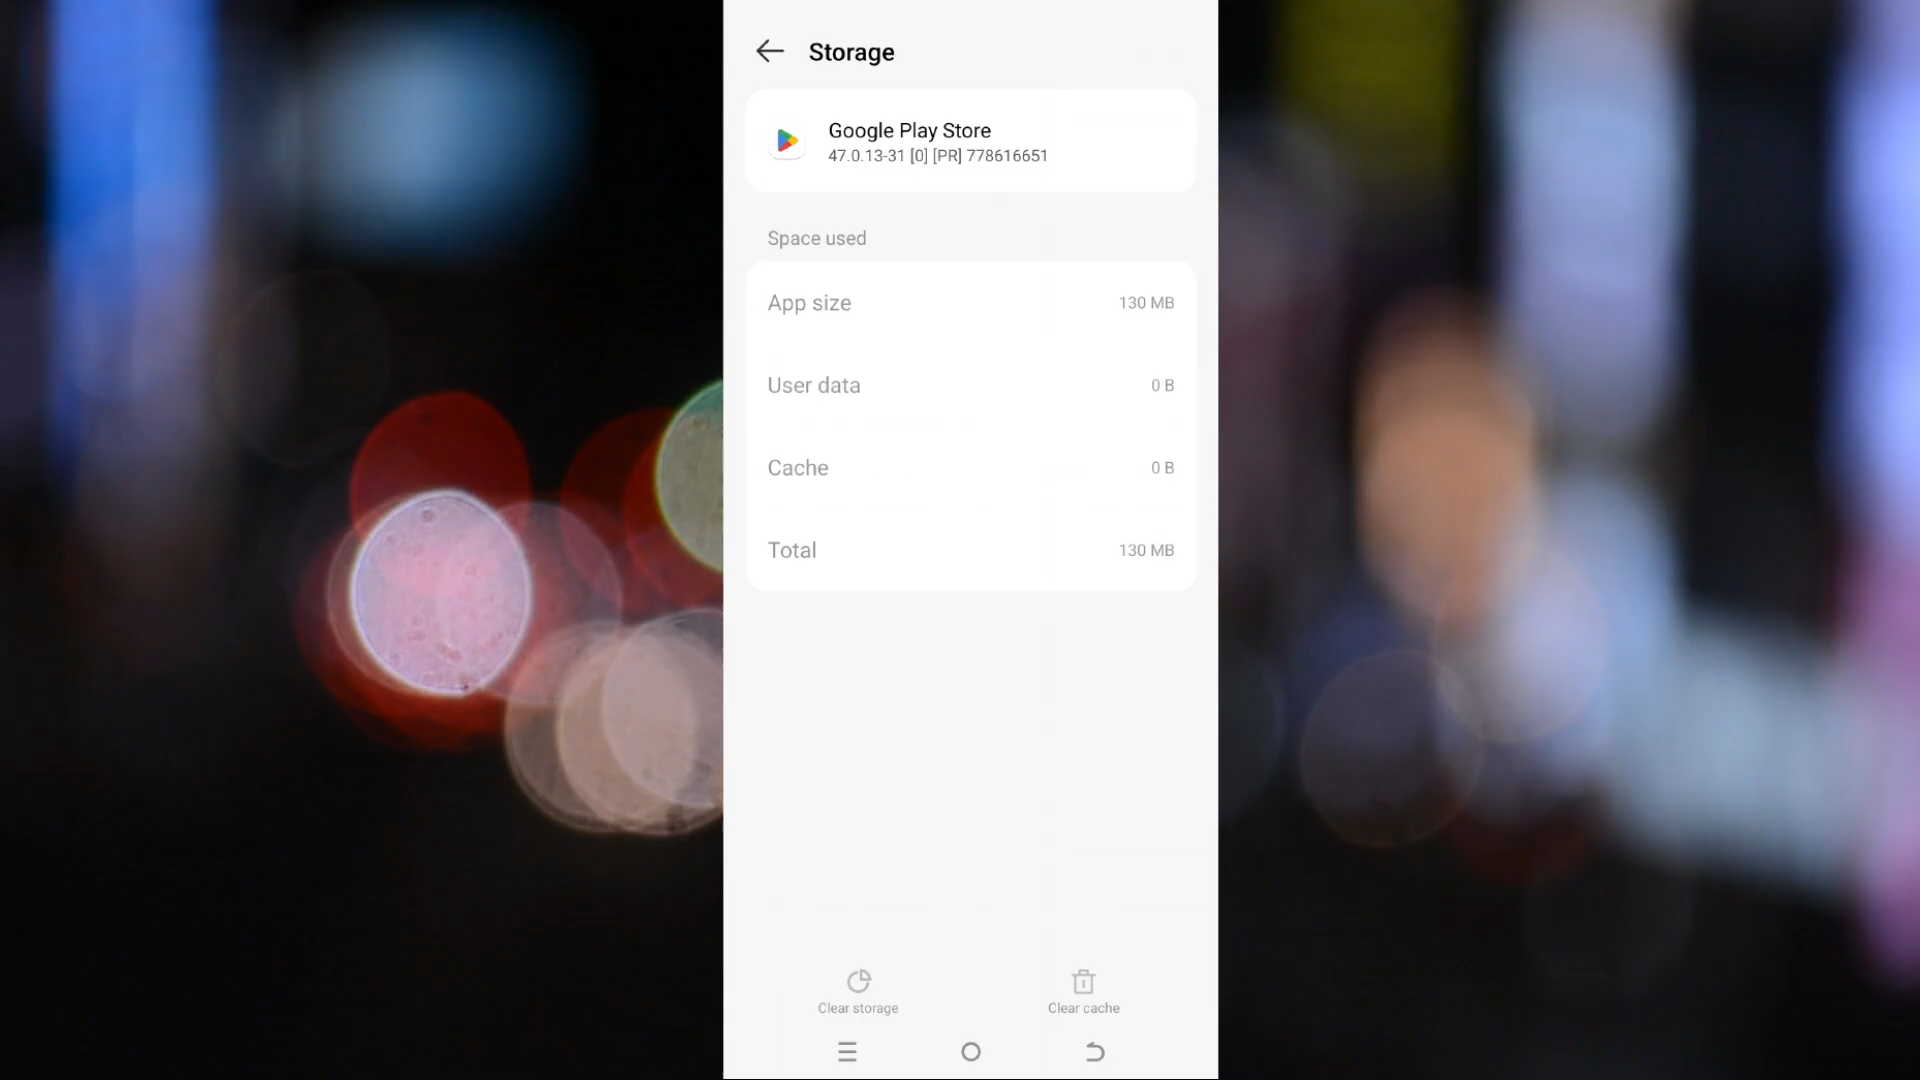 Storage
Google Play Store
47.0.13-31 [0] [PR] 778616651
Space used
App size 130 MB
User data 0 B
Cache 0 B
Total 130 MB
Clear storage Clear cache